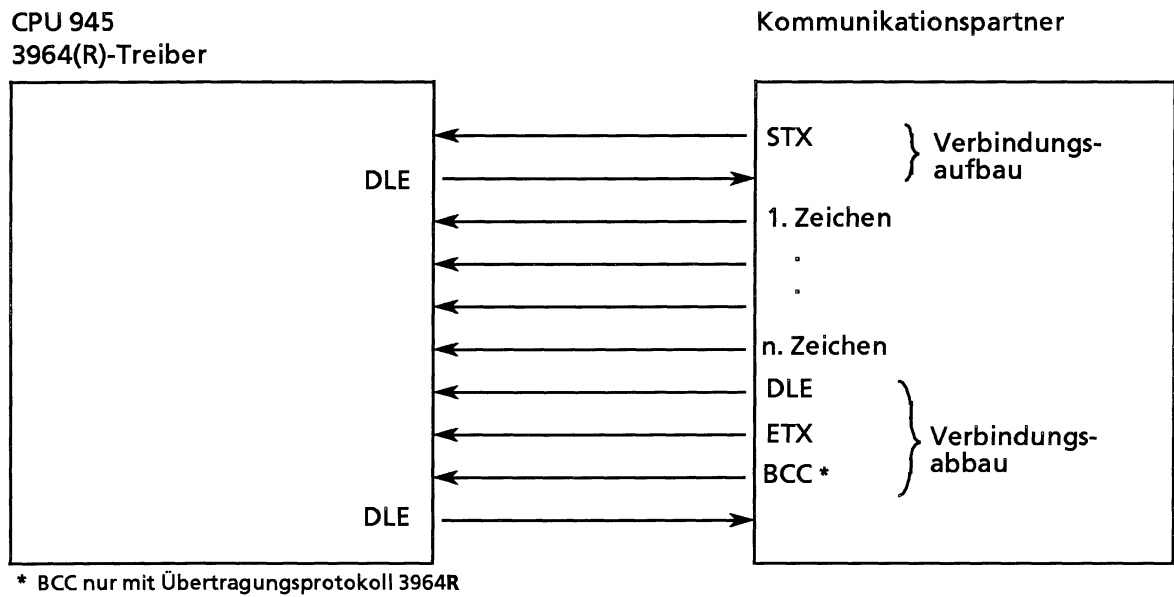 CPU 945
3964(R)-Treiber
Kommunikationspartner
STX
Verbindungs-
aufbau
DLE
1. Zeichen
.
.
n. Zeichen
DLE
ETX
Verbindungs-
abbau
BCC *
DLE
* BCC nur mit Übertragungsprotokoll 3964R